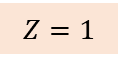 Z = 1